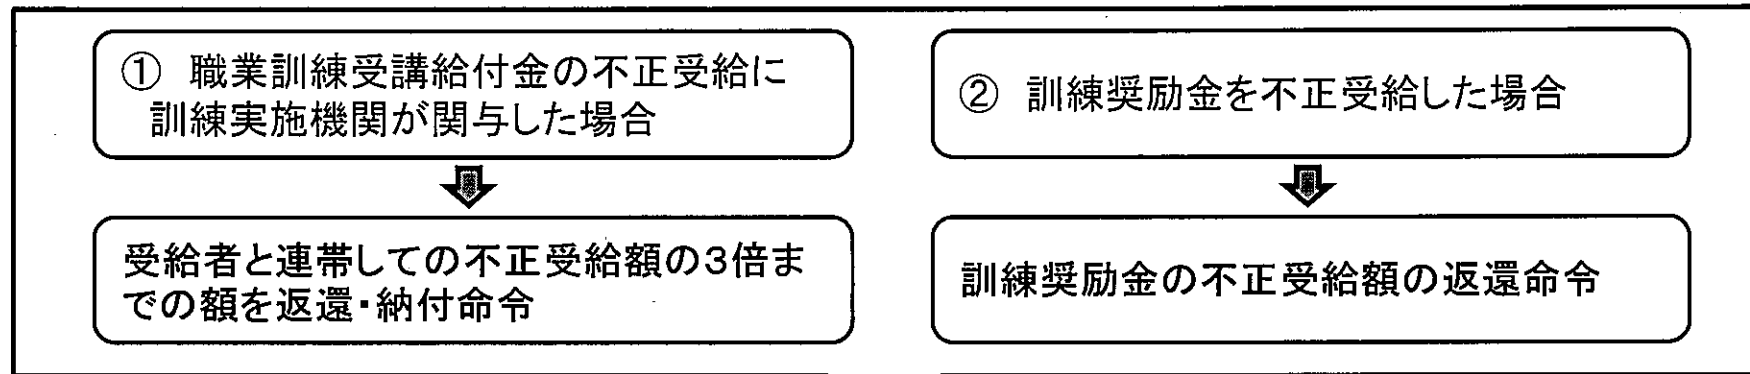 ① 職業訓練受講給付金の不正受給に
訓練実施機関が関与した場合
受給者と連帯しての不正受給額の3倍ま
での額を返還・納付命令
② 訓練奨励金を不正受給した場合
訓練奨励金の不正受給額の返還命令